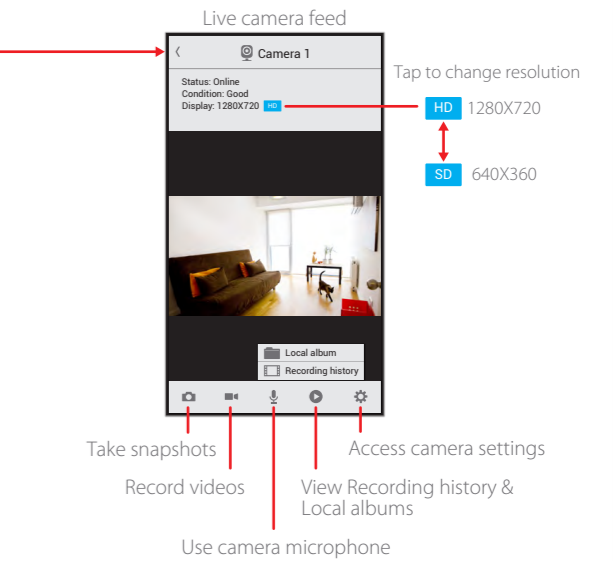 Live camera feed
Camera 1
Status: Online
Condition: Good
Display: 1280X720 HD
Tap to change resolution
HD 1280X720
SD 640X360
Local album
Recording history
Take snapshots
Access camera settings
Record videos
View Recording history &
Local albums
Use camera microphone